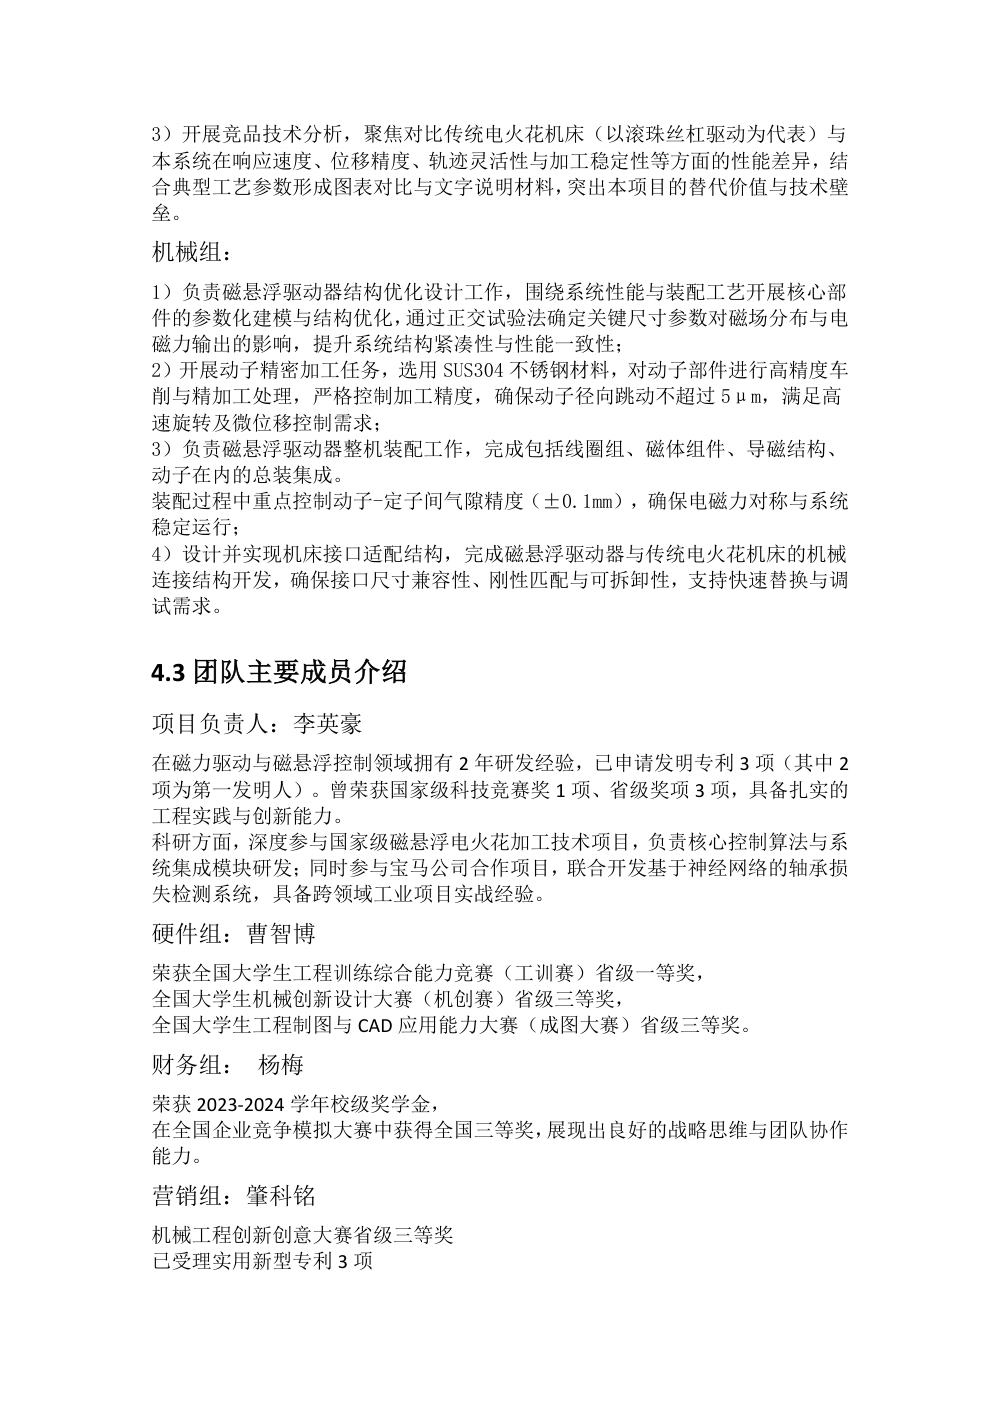 3）开展竞品技术分析，聚焦对比传统电火花机床（以滚珠丝杠驱动为代表）与
本系统在响应速度、位移精度、轨迹灵活性与加工稳定性等方面的性能差异，结
合典型工艺参数形成图表对比与文字说明材料，突出本项目的替代价值与技术壁
垒。
机械组：
1）负责磁悬浮驱动器结构优化设计工作，围绕系统性能与装配工艺开展核心部
件的参数化建模与结构优化，通过正交试验法确定关键尺寸参数对磁场分布与电
磁力输出的影响，提升系统结构紧凑性与性能一致性；
2）开展动子精密加工任务，选用 SUS304 不锈钢材料，对动子部件进行高精度车
削与精加工处理，严格控制加工精度，确保动子径向跳动不超过 5μm，满足高
速旋转及微位移控制需求；
3）负责磁悬浮驱动器整机装配工作，完成包括线圈组、磁体组件、导磁结构、
动子在内的总装集成。
装配过程中重点控制动子-定子间气隙精度（±0.1mm），确保电磁力对称与系统
稳定运行；
4）设计并实现机床接口适配结构，完成磁悬浮驱动器与传统电火花机床的机械
连接结构开发，确保接口尺寸兼容性、刚性匹配与可拆卸性，支持快速替换与调
试需求。
4.3 团队主要成员介绍
项目负责人：李英豪
在磁力驱动与磁悬浮控制领域拥有 2 年研发经验，已申请发明专利 3 项（其中 2
项为第一发明人）。曾荣获国家级科技竞赛奖 1 项、省级奖项 3 项，具备扎实的
工程实践与创新能力。
科研方面，深度参与国家级磁悬浮电火花加工技术项目，负责核心控制算法与系
统集成模块研发；同时参与宝马公司合作项目，联合开发基于神经网络的轴承损
失检测系统，具备跨领域工业项目实战经验。
硬件组：曹智博
荣获全国大学生工程训练综合能力竞赛（工训赛）省级一等奖，
全国大学生机械创新设计大赛（机创赛）省级三等奖，
全国大学生工程制图与 CAD 应用能力大赛（成图大赛）省级三等奖。
财务组： 杨梅
荣获 2023-2024 学年校级奖学金，
在全国企业竞争模拟大赛中获得全国三等奖，展现出良好的战略思维与团队协作
能力。
营销组：肇科铭
机械工程创新创意大赛省级三等奖
已受理实用新型专利 3 项